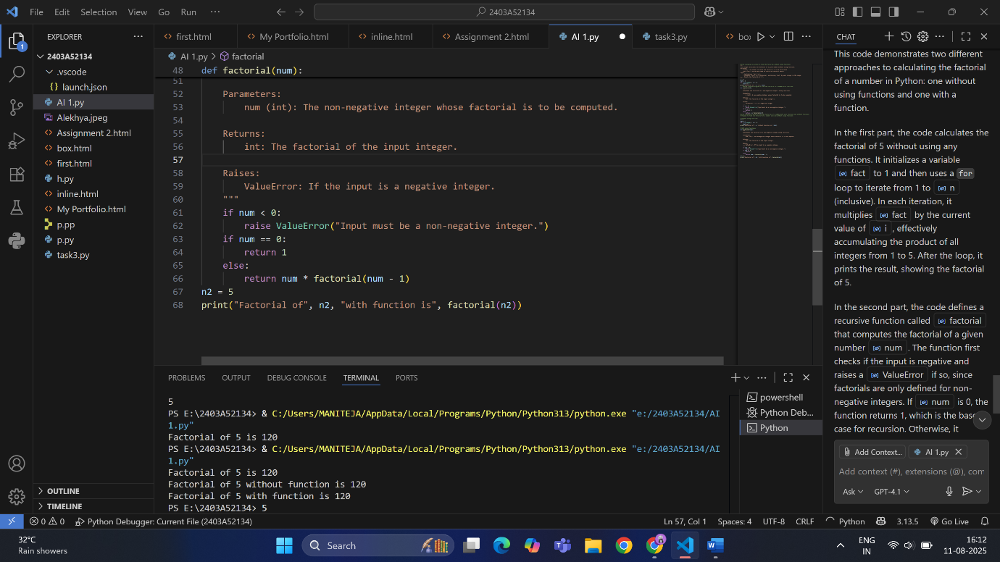 File Edit Selection View Go Run ···
2403A52134
EXPLORER
2403A52134
.vscode
launch.json
AI 1.py
Alekhya.jpeg
Assignment 2.html
box.html
first.html
h.py
inline.html
My Portfolio.html
p.pp
p.py
task3.py
OUTLINE
TIMELINE
first.html
My Portfolio.html
inline.html
Assignment 2.html
AI 1.py
task3.py
AI 1.py > factorial
48 def factorial(num):
51
52 Parameters:
53 num (int): The non-negative integer whose factorial is to be computed.
54
55 Returns:
56 int: The factorial of the input integer.
57
58 Raises:
59 ValueError: If the input is a negative integer.
60 """
61 if num < 0:
62 raise ValueError("Input must be a non-negative integer.")
63 if num == 0:
64 return 1
65 else:
66 return num * factorial(num - 1)
67 n2 = 5
68 print("Factorial of", n2, "with function is", factorial(n2))
PROBLEMS OUTPUT DEBUG CONSOLE TERMINAL PORTS
5
PS E:\2403A52134> & C:/Users/MANITEJA/AppData/Local/Programs/Python/Python313/python.exe "e:/2403A52134/AI
1.py"
Factorial of 5 is 120
PS E:\2403A52134> & C:/Users/MANITEJA/AppData/Local/Programs/Python/Python313/python.exe "e:/2403A52134/AI
1.py"
Factorial of 5 is 120
Factorial of 5 without function is 120
Factorial of 5 with function is 120
PS E:\2403A52134> 5
powershell
Python Deb...
Python
CHAT
This code demonstrates two different
approaches to calculating the factorial
of a number in Python: one without
using functions and one with a
function.
In the first part, the code calculates the
factorial of 5 without using any
functions. It initializes a variable
fact to 1 and then uses a for
loop to iterate from 1 to n
(inclusive). In each iteration, it
multiplies fact by the current
value of i , effectively
accumulating the product of all
integers from 1 to 5. After the loop, it
prints the result, showing the factorial
of 5.
In the second part, the code defines a
recursive function called factorial
that computes the factorial of a given
number num . The function first
checks if the input is negative and
raises a ValueError if so, since
factorials are only defined for non-
negative integers. If num is 0, the
function returns 1, which is the base
case for recursion. Otherwise, it
Add Context... AI 1.py
Add context (#), extensions (@), com
Ask GPT-4.1
0 0 Python Debugger: Current File (2403A52134)
Ln 57, Col 1 Spaces: 4 UTF-8 CRLF Python 3.13.5 Go Live
32°C
Rain showers
Search
ENG
IN
16:12
11-08-2025